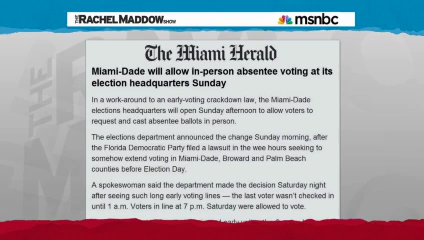 THE RACHEL MADDOW SHOW
msnbc
The Miami Herald
Miami-Dade will allow in-person absentee voting at its
election headquarters Sunday
In a work-around to an early-voting crackdown law, the Miami-Dade
elections headquarters will open Sunday afternoon to allow voters to
request and cast absentee ballots in person.
The elections department announced the change Sunday morning, after
the Florida Democratic Party filed a lawsuit in the wee hours seeking to
somehow extend voting in Miami-Dade, Broward and Palm Beach
counties before Election Day.
A spokeswoman said the department made the decision Saturday night
after seeing such long early voting lines — the last voter wasn't checked in
until 1 a.m. Voters in line at 7 p.m. Saturday were allowed to vote.